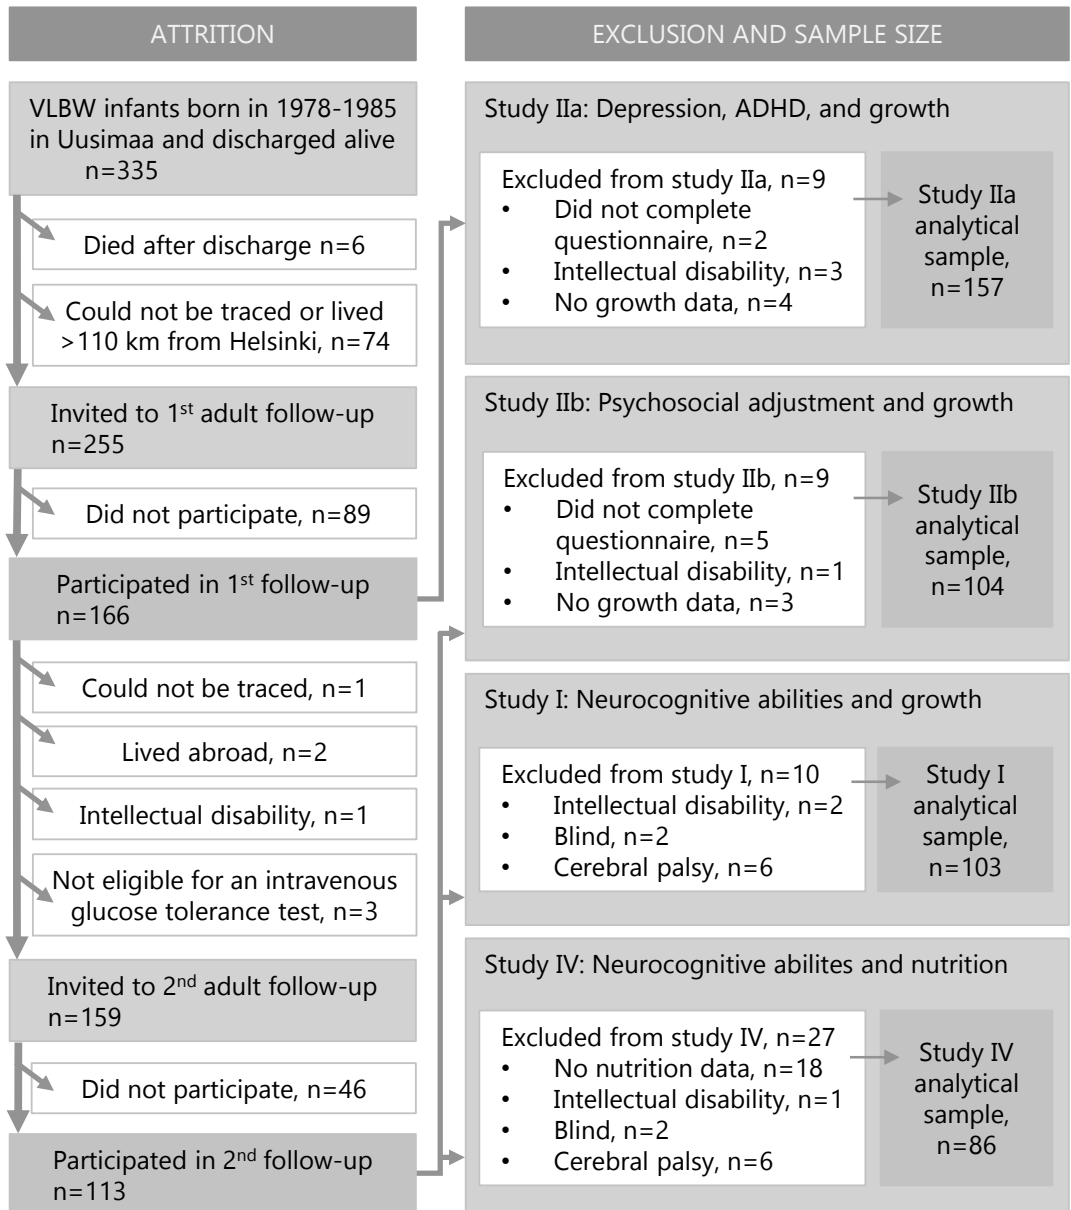 ATTRITION
VLBW infants born in 1978-1985
in Uusimaa and discharged alive
n=335
Died after discharge n=6
Could not be traced or lived
>110 km from Helsinki, n=74
Invited to 1st adult follow-up
n=255
Did not participate, n=89
Participated in 1st follow-up
n=166
Could not be traced, n=1
Lived abroad, n=2
Intellectual disability, n=1
Not eligible for an intravenous
glucose tolerance test, n=3
Invited to 2nd adult follow-up
n=159
Did not participate, n=46
Participated in 2nd follow-up
n=113
EXCLUSION AND SAMPLE SIZE
Study IIa: Depression, ADHD, and growth
Excluded from study IIa, n=9
• Did not complete
questionnaire, n=2
• Intellectual disability, n=3
• No growth data, n=4
Study IIa
analytical
sample,
n=157
Study IIb: Psychosocial adjustment and growth
Excluded from study IIb, n=9
• Did not complete
questionnaire, n=5
• Intellectual disability, n=1
• No growth data, n=3
Study IIb
analytical
sample,
n=104
Study I: Neurocognitive abilities and growth
Excluded from study I, n=10
• Intellectual disability, n=2
• Blind, n=2
• Cerebral palsy, n=6
Study I
analytical
sample,
n=103
Study IV: Neurocognitive abilites and nutrition
Excluded from study IV, n=27
• No nutrition data, n=18
• Intellectual disability, n=1
• Blind, n=2
• Cerebral palsy, n=6
Study IV
analytical
sample,
n=86